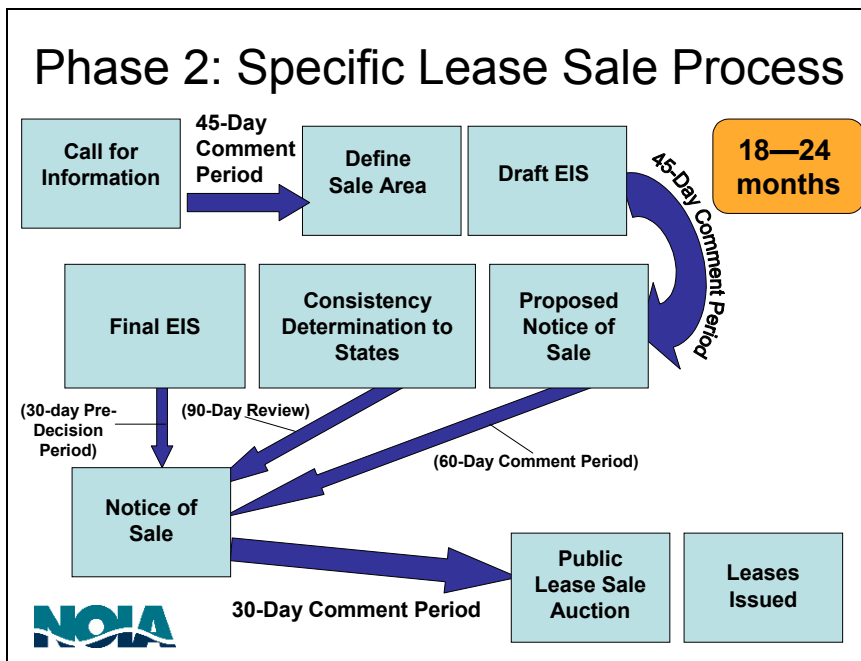 Phase 2: Specific Lease Sale Process
Call for
Information
45-Day
Comment
Period
Define
Sale Area
Draft EIS
18—24
months
45-Day Comment Period
Final EIS
Consistency
Determination to
States
Proposed
Notice of
Sale
(30-day Pre-
Decision
Period)
(90-Day Review)
(60-Day Comment Period)
Notice of
Sale
30-Day Comment Period
Public
Lease Sale
Auction
Leases
Issued
NOIA